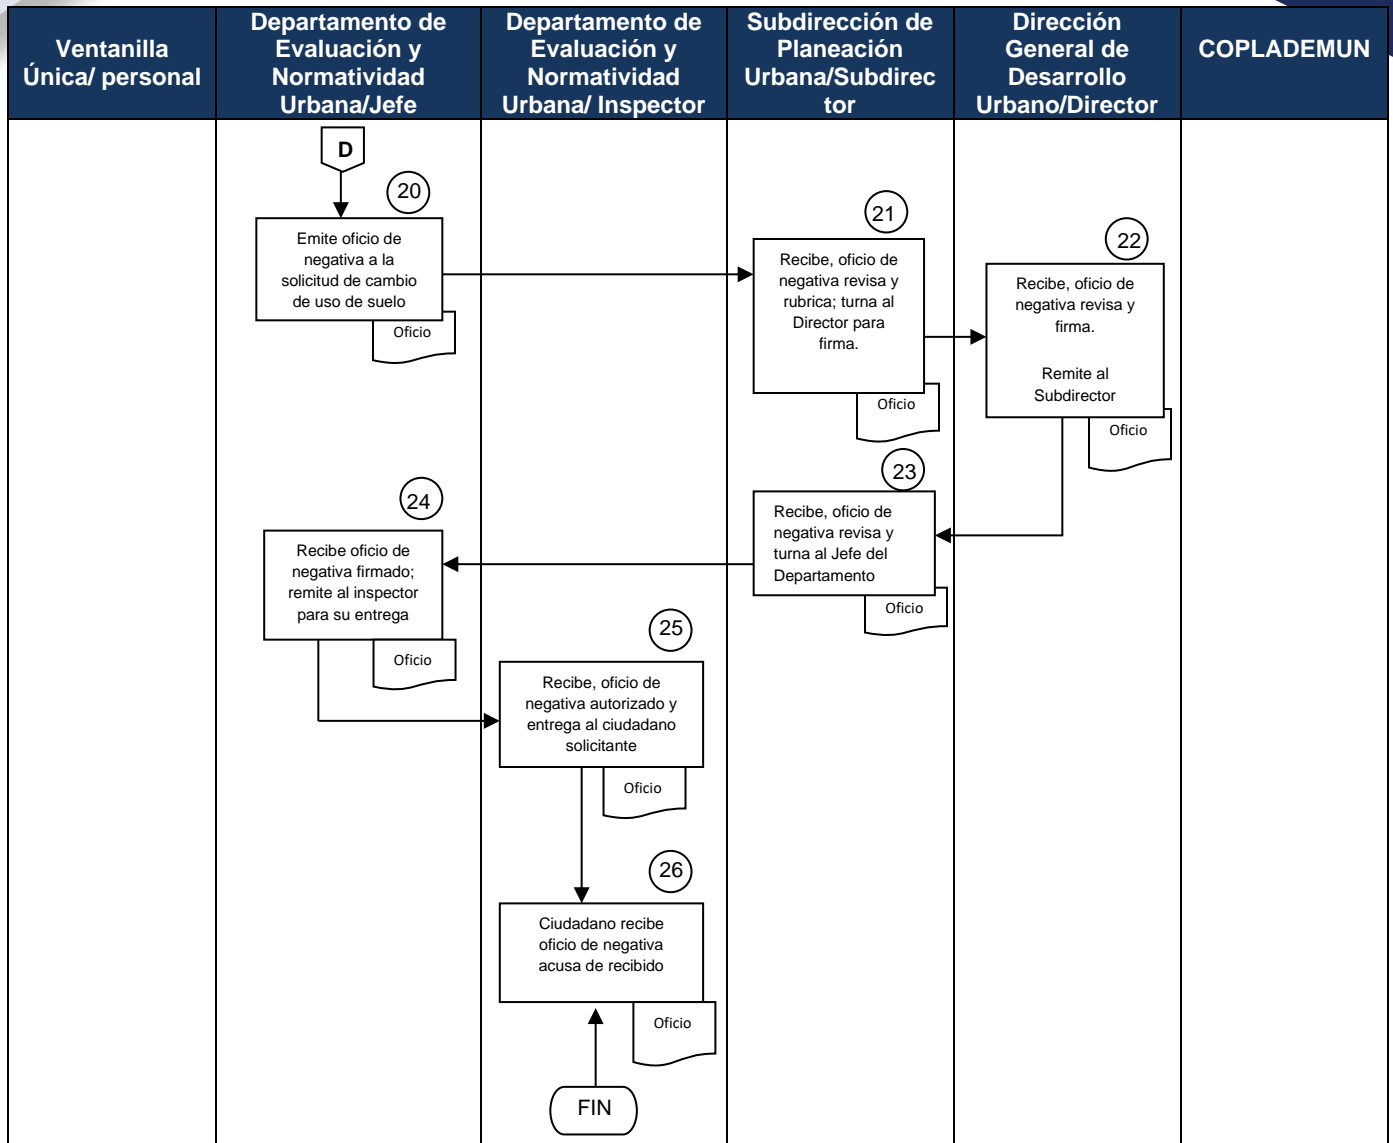 Ventanilla
Única/ personal
Departamento de
Evaluación y
Normatividad
Urbana/Jefe
Departamento de
Evaluación y
Normatividad
Urbana/ Inspector
Subdirección de
Planeación
Urbana/Subdirec
tor
Dirección
General de
Desarrollo
Urbano/Director
COPLADEMUN
D
20
Emite oficio de
negativa a la
solicitud de cambio
de uso de suelo
Oficio
21
Recibe, oficio de
negativa revisa y
rubrica; turna al
Director para
firma.
Oficio
22
Recibe, oficio de
negativa revisa y
firma.
Remite al
Subdirector
Oficio
23
Recibe, oficio de
negativa revisa y
turna al Jefe del
Departamento
Oficio
24
Recibe oficio de
negativa firmado;
remite al inspector
para su entrega
Oficio
25
Recibe, oficio de
negativa autorizado y
entrega al ciudadano
solicitante
Oficio
26
Ciudadano recibe
oficio de negativa
acusa de recibido
Oficio
FIN